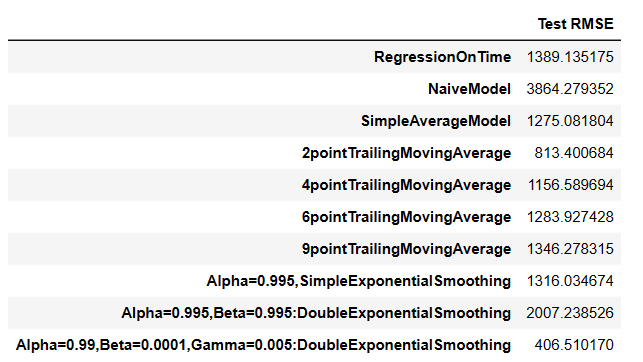 Test RMSE
RegressionOnTime 1389.135175
NaiveModel 3864.279352
SimpleAverageModel 1275.081804
2pointTrailingMovingAverage 813.400684
4pointTrailingMovingAverage 1156.589694
6pointTrailingMovingAverage 1283.927428
9pointTrailingMovingAverage 1346.278315
Alpha=0.995,SimpleExponentialSmoothing 1316.034674
Alpha=0.995,Beta=0.995:DoubleExponentialSmoothing 2007.238526
Alpha=0.99,Beta=0.0001,Gamma=0.005:DoubleExponentialSmoothing 406.510170